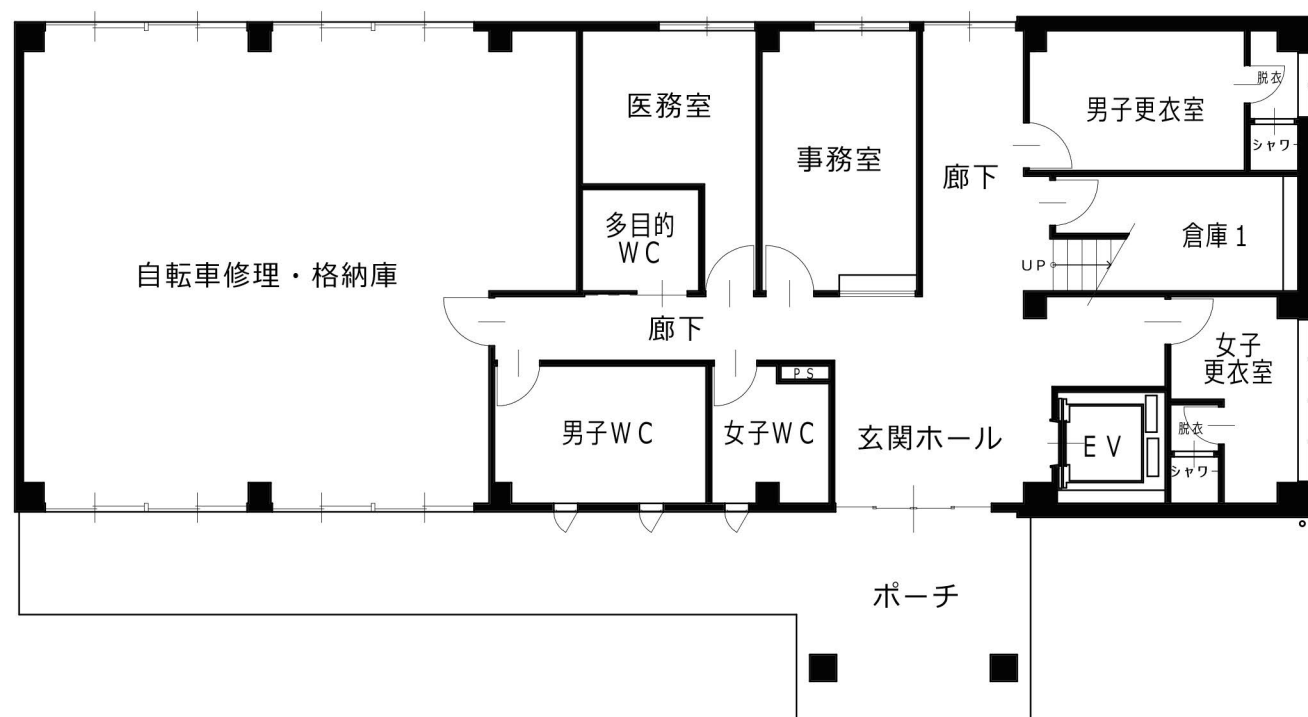 医務室
事務室
廊下
男子更衣室
脱衣
シャワー
自転車修理・格納庫
多目的
WC
倉庫1
UP
廊下
女子
更衣室
PS
男子WC
女子WC
玄関ホール
EV
脱衣
シャワー
ポーチ